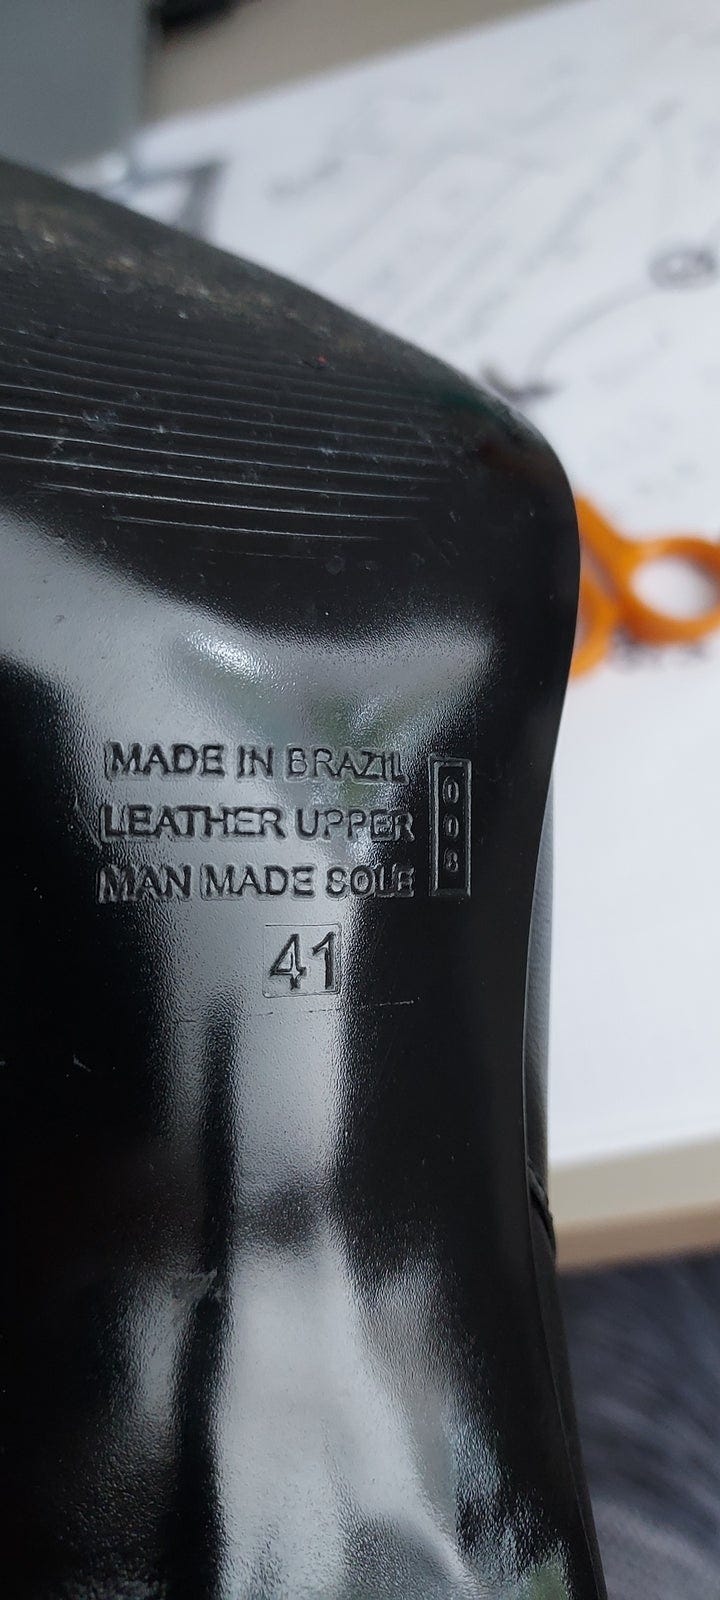 MADE IN BRAZIL
LEATHER UPPER
MAN MADE SOLE
41